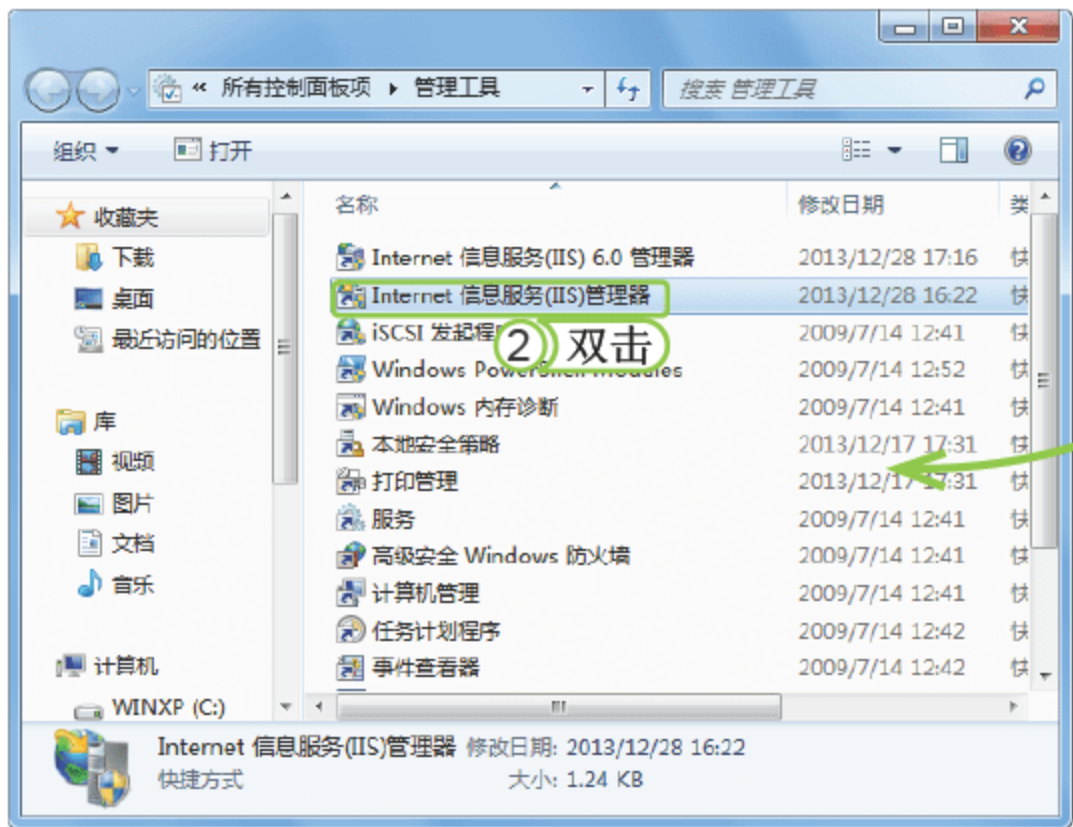 « 所有控制面板项 ▸ 管理工具 搜索 管理工具
组织 打开
收藏夹
下载
桌面
最近访问的位置
库
视频
图片
文档
音乐
计算机
WINXP (C:)
名称 修改日期 类
Internet 信息服务(IIS) 6.0 管理器 2013/12/28 17:16 快
Internet 信息服务(IIS)管理器 2013/12/28 16:22 快
② 双击
iSCSI 发起程 2009/7/14 12:41 快
Windows PowerShell Modules 2009/7/14 12:52 快
Windows 内存诊断 2009/7/14 12:41 快
本地安全策略 2013/12/17 17:31 快
打印管理 2013/12/17 17:31 快
服务 2009/7/14 12:41 快
高级安全 Windows 防火墙 2009/7/14 12:41 快
计算机管理 2009/7/14 12:41 快
任务计划程序 2009/7/14 12:42 快
事件查看器 2009/7/14 12:42 快
Internet 信息服务(IIS)管理器 修改日期: 2013/12/28 16:22
快捷方式 大小: 1.24 KB